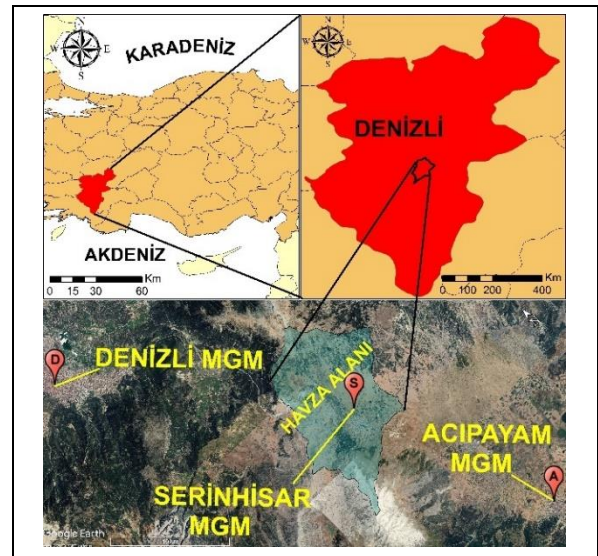 N
W E
S
KARADENİZ
AKDENİZ
Km
0 15 30 60
N
W E
S
DENİZLİ
Km
0 100 200 400
D
DENİZLİ MGM
HAVZA ALANI
S
SERİNHİSAR
MGM
ACIPAYAM
MGM
A
Google Earth